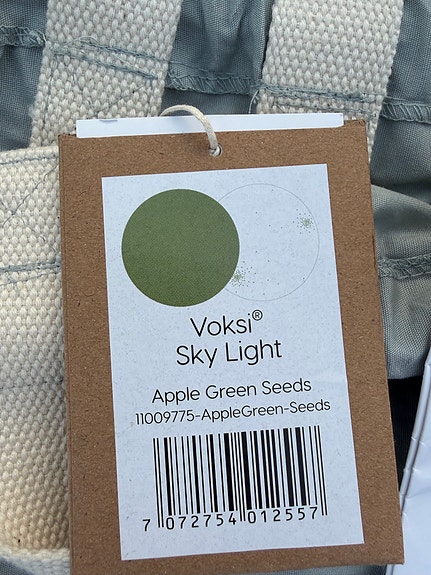 Voksi®
Sky Light
Apple Green Seeds
11009775-AppleGreen-Seeds
7 072754 012557